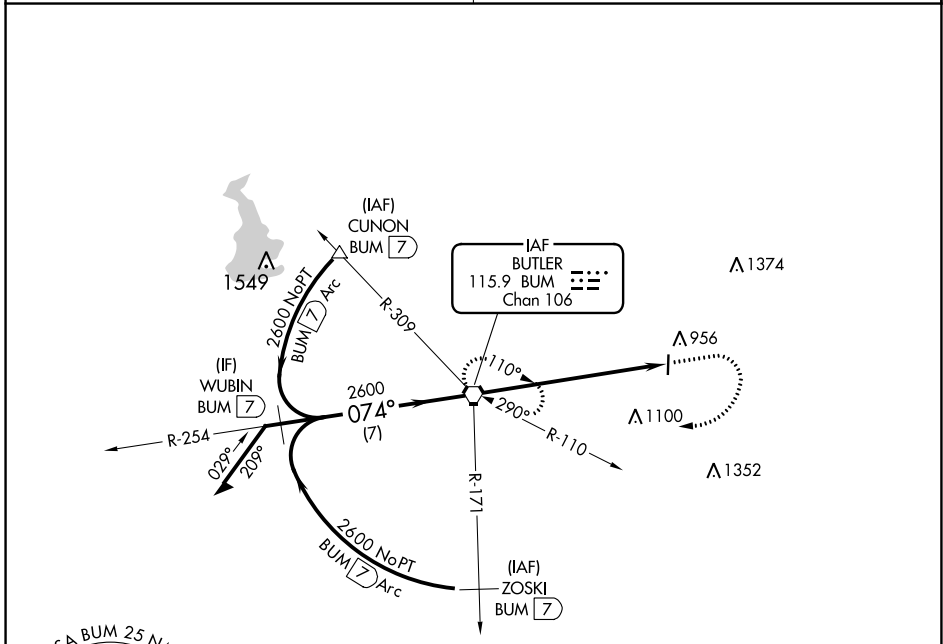 (IAF)
CUNON
BUM 7
1549
2600 NoPT
BUM 7 Arc
R-309
IAF
BUTLER
115.9 BUM
Chan 106
1374
956
110°
290°
R-110
1100
1352
(IF)
WUBIN
BUM 7
2600
074°
(7)
R-254
029°
209°
R-171
2600 NoPT
BUM 7 Arc
(IAF)
ZOSKI
BUM 7
BUM 25